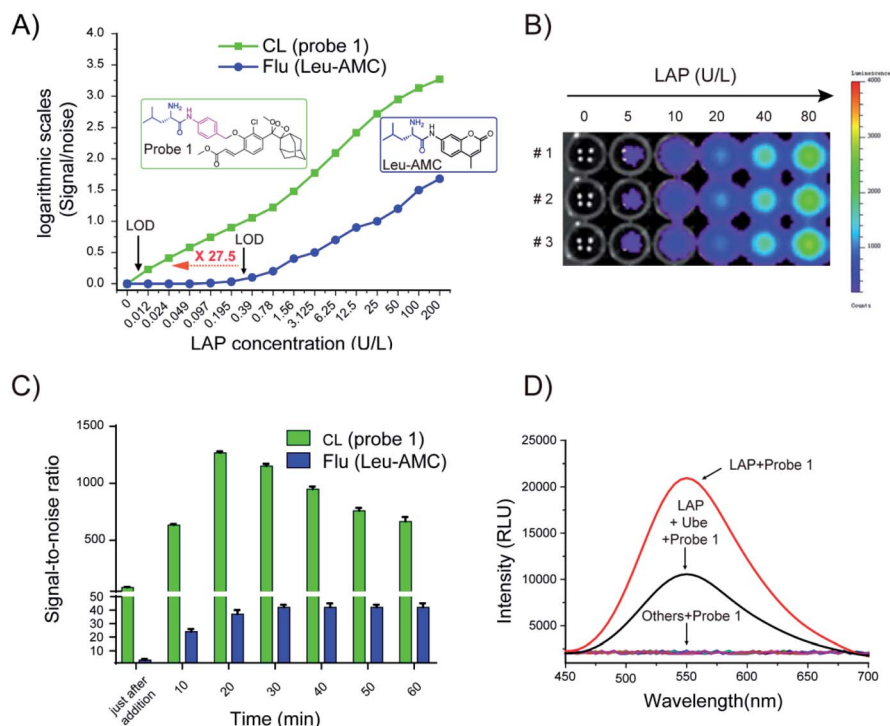 A)
CL (probe 1)
Flu (Leu-AMC)
logarithmic scales
(Signal/noise)
4.0
3.5
3.0
2.5
2.0
1.5
1.0
0.5
0.0
NH2
H
N
O
O
Cl
O
O
O
MeO
O
Probe 1
NH2
H
N
O
O
O
Leu-AMC
LOD
LOD
X 27.5
0
0.012
0.024
0.049
0.097
0.195
0.39
0.78
1.56
3.125
6.25
12.5
25
50
100
200
LAP concentration (U/L)
B)
LAP (U/L)
0 5 10 20 40 80
# 1
# 2
# 3
Luminescence
4000
3000
2000
1000
Counts
C)
CL (probe 1)
Flu (Leu-AMC)
Signal-to-noise ratio
1500
1000
500
50
40
30
20
10
just after
addition
10
20
30
40
50
60
Time (min)
D)
Intensity (RLU)
25000
20000
15000
10000
5000
2500
0
LAP+Probe 1
LAP
+ Ube
+Probe 1
Others+Probe 1
450 500 550 600 650 700
Wavelength(nm)